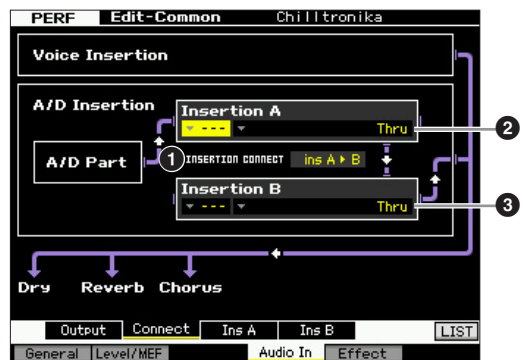 PERF Edit-Common Chilltronika
Voice Insertion
A/D Insertion
Insertion A
--- Thru
2
A/D Part
1 INSERTION CONNECT ins A ▸ B
Insertion B
--- Thru
3
Dry Reverb Chorus
Output Connect Ins A Ins B LIST
General Level/MEF Audio In Effect